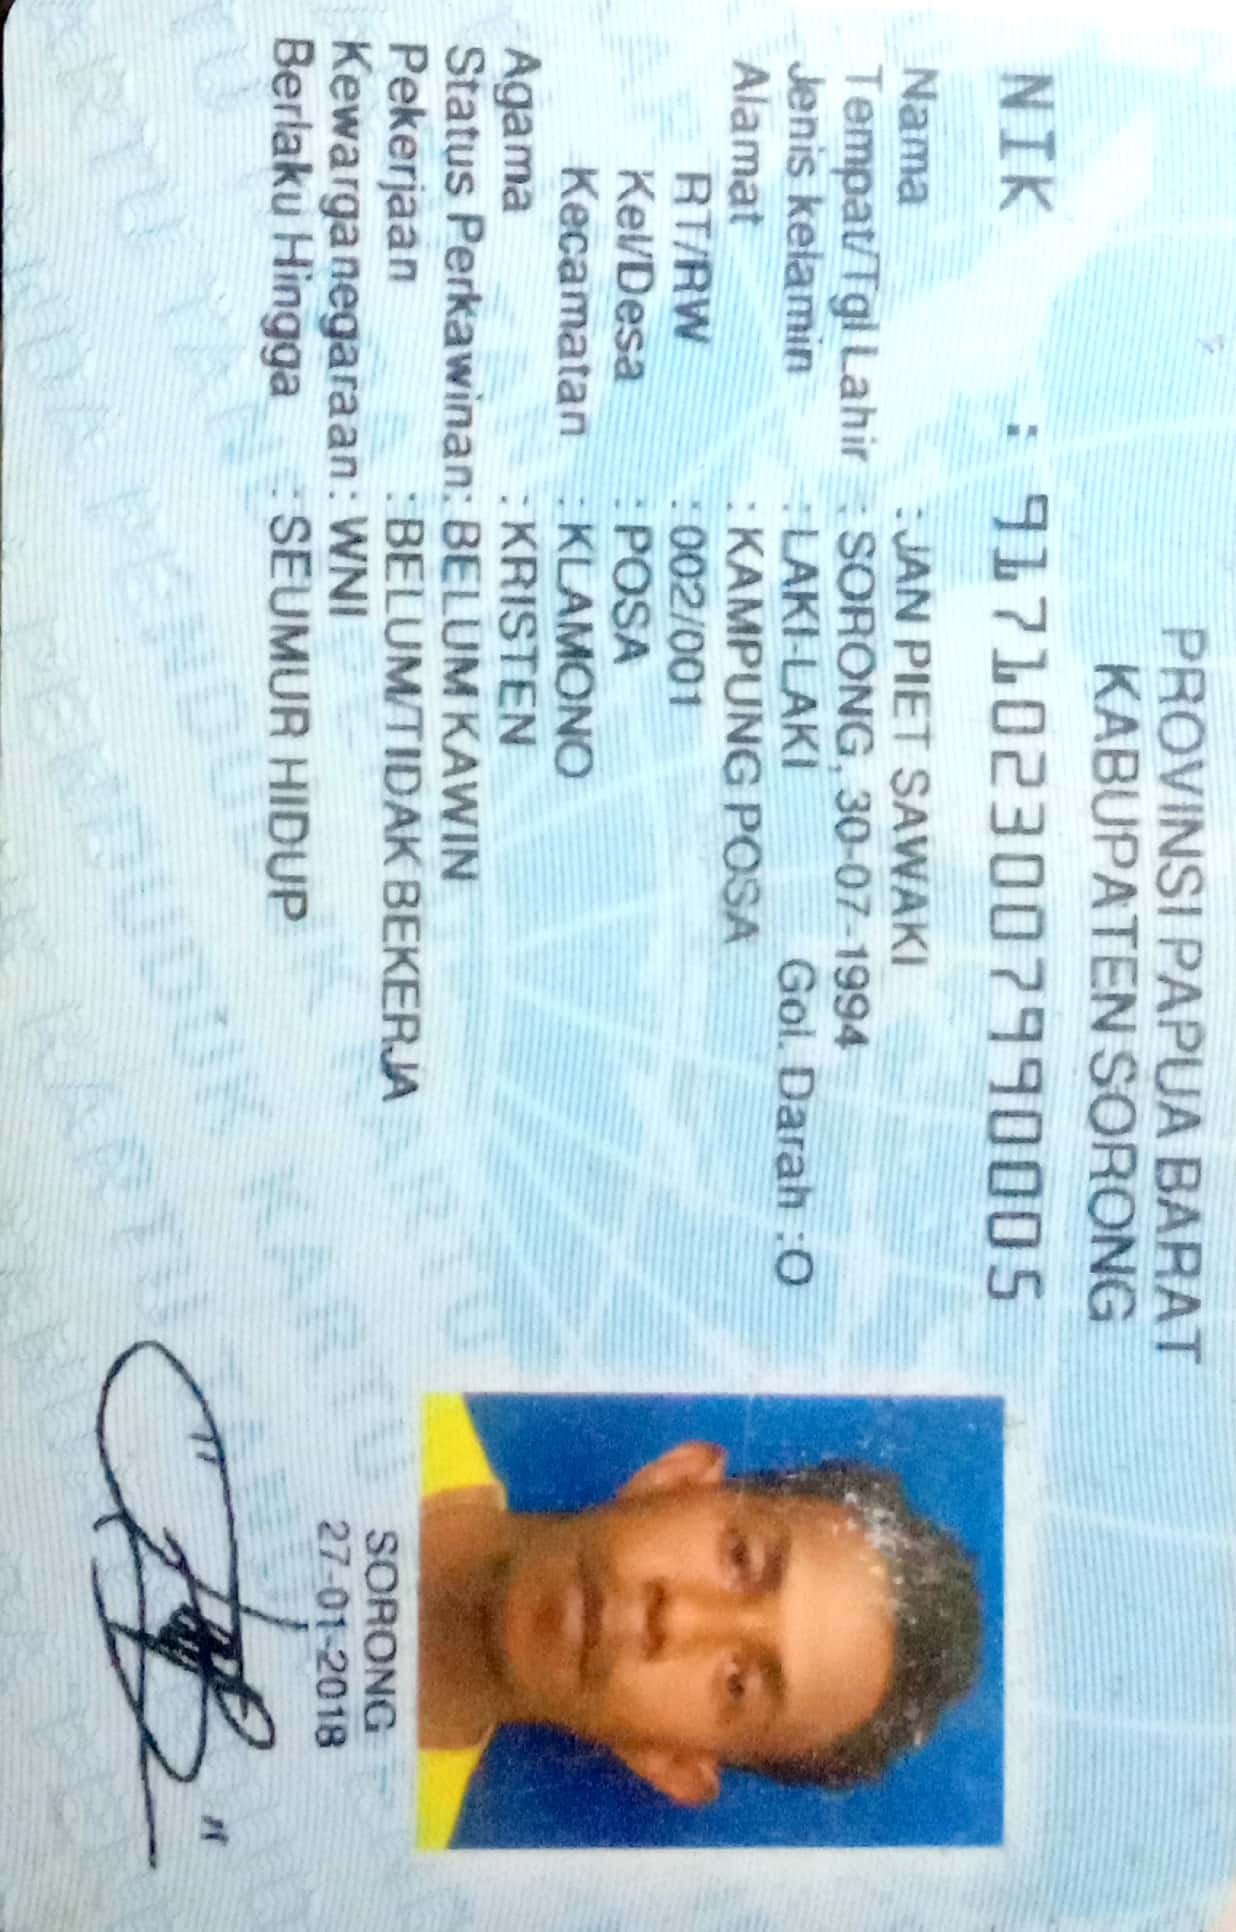 PROVINSI PAPUA BARAT
KABUPATEN SORONG
NIK : 9171023007990005
Nama : JAN PIET SAWAKI
Tempat/Tgl Lahir : SORONG, 30-07-1994
Jenis kelamin : LAKI-LAKI Gol. Darah : O
Alamat : KAMPUNG POSA
RT/RW : 002/001
Kel/Desa : POSA
Kecamatan : KLAMONO
Agama : KRISTEN
Status Perkawinan: BELUM KAWIN
Pekerjaan : BELUM/TIDAK BEKERJA
Kewarganegaraan: WNI
Berlaku Hingga : SEUMUR HIDUP
SORONG
27-01-2018